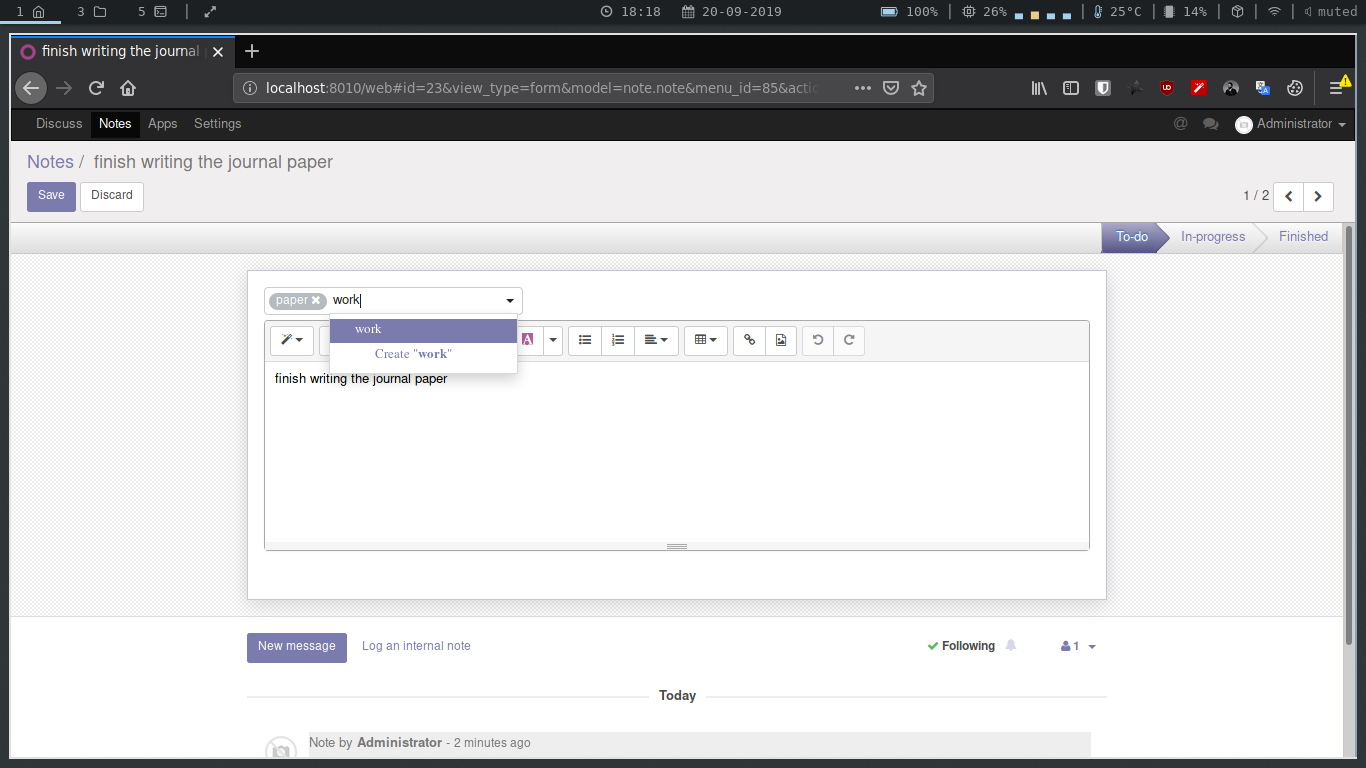 1 3 5 18:18 20-09-2019 100% 26% 25°C 14% muted
finish writing the journal
localhost:8010/web#id=23&view_type=form&model=note.note&menu_id=85&actio
Discuss Notes Apps Settings Administrator
Notes / finish writing the journal paper
Save Discard 1 / 2
To-do In-progress Finished
paper work
work
A
Create "work"
finish writing the journal paper
New message Log an internal note Following 1
Today
Note by Administrator - 2 minutes ago